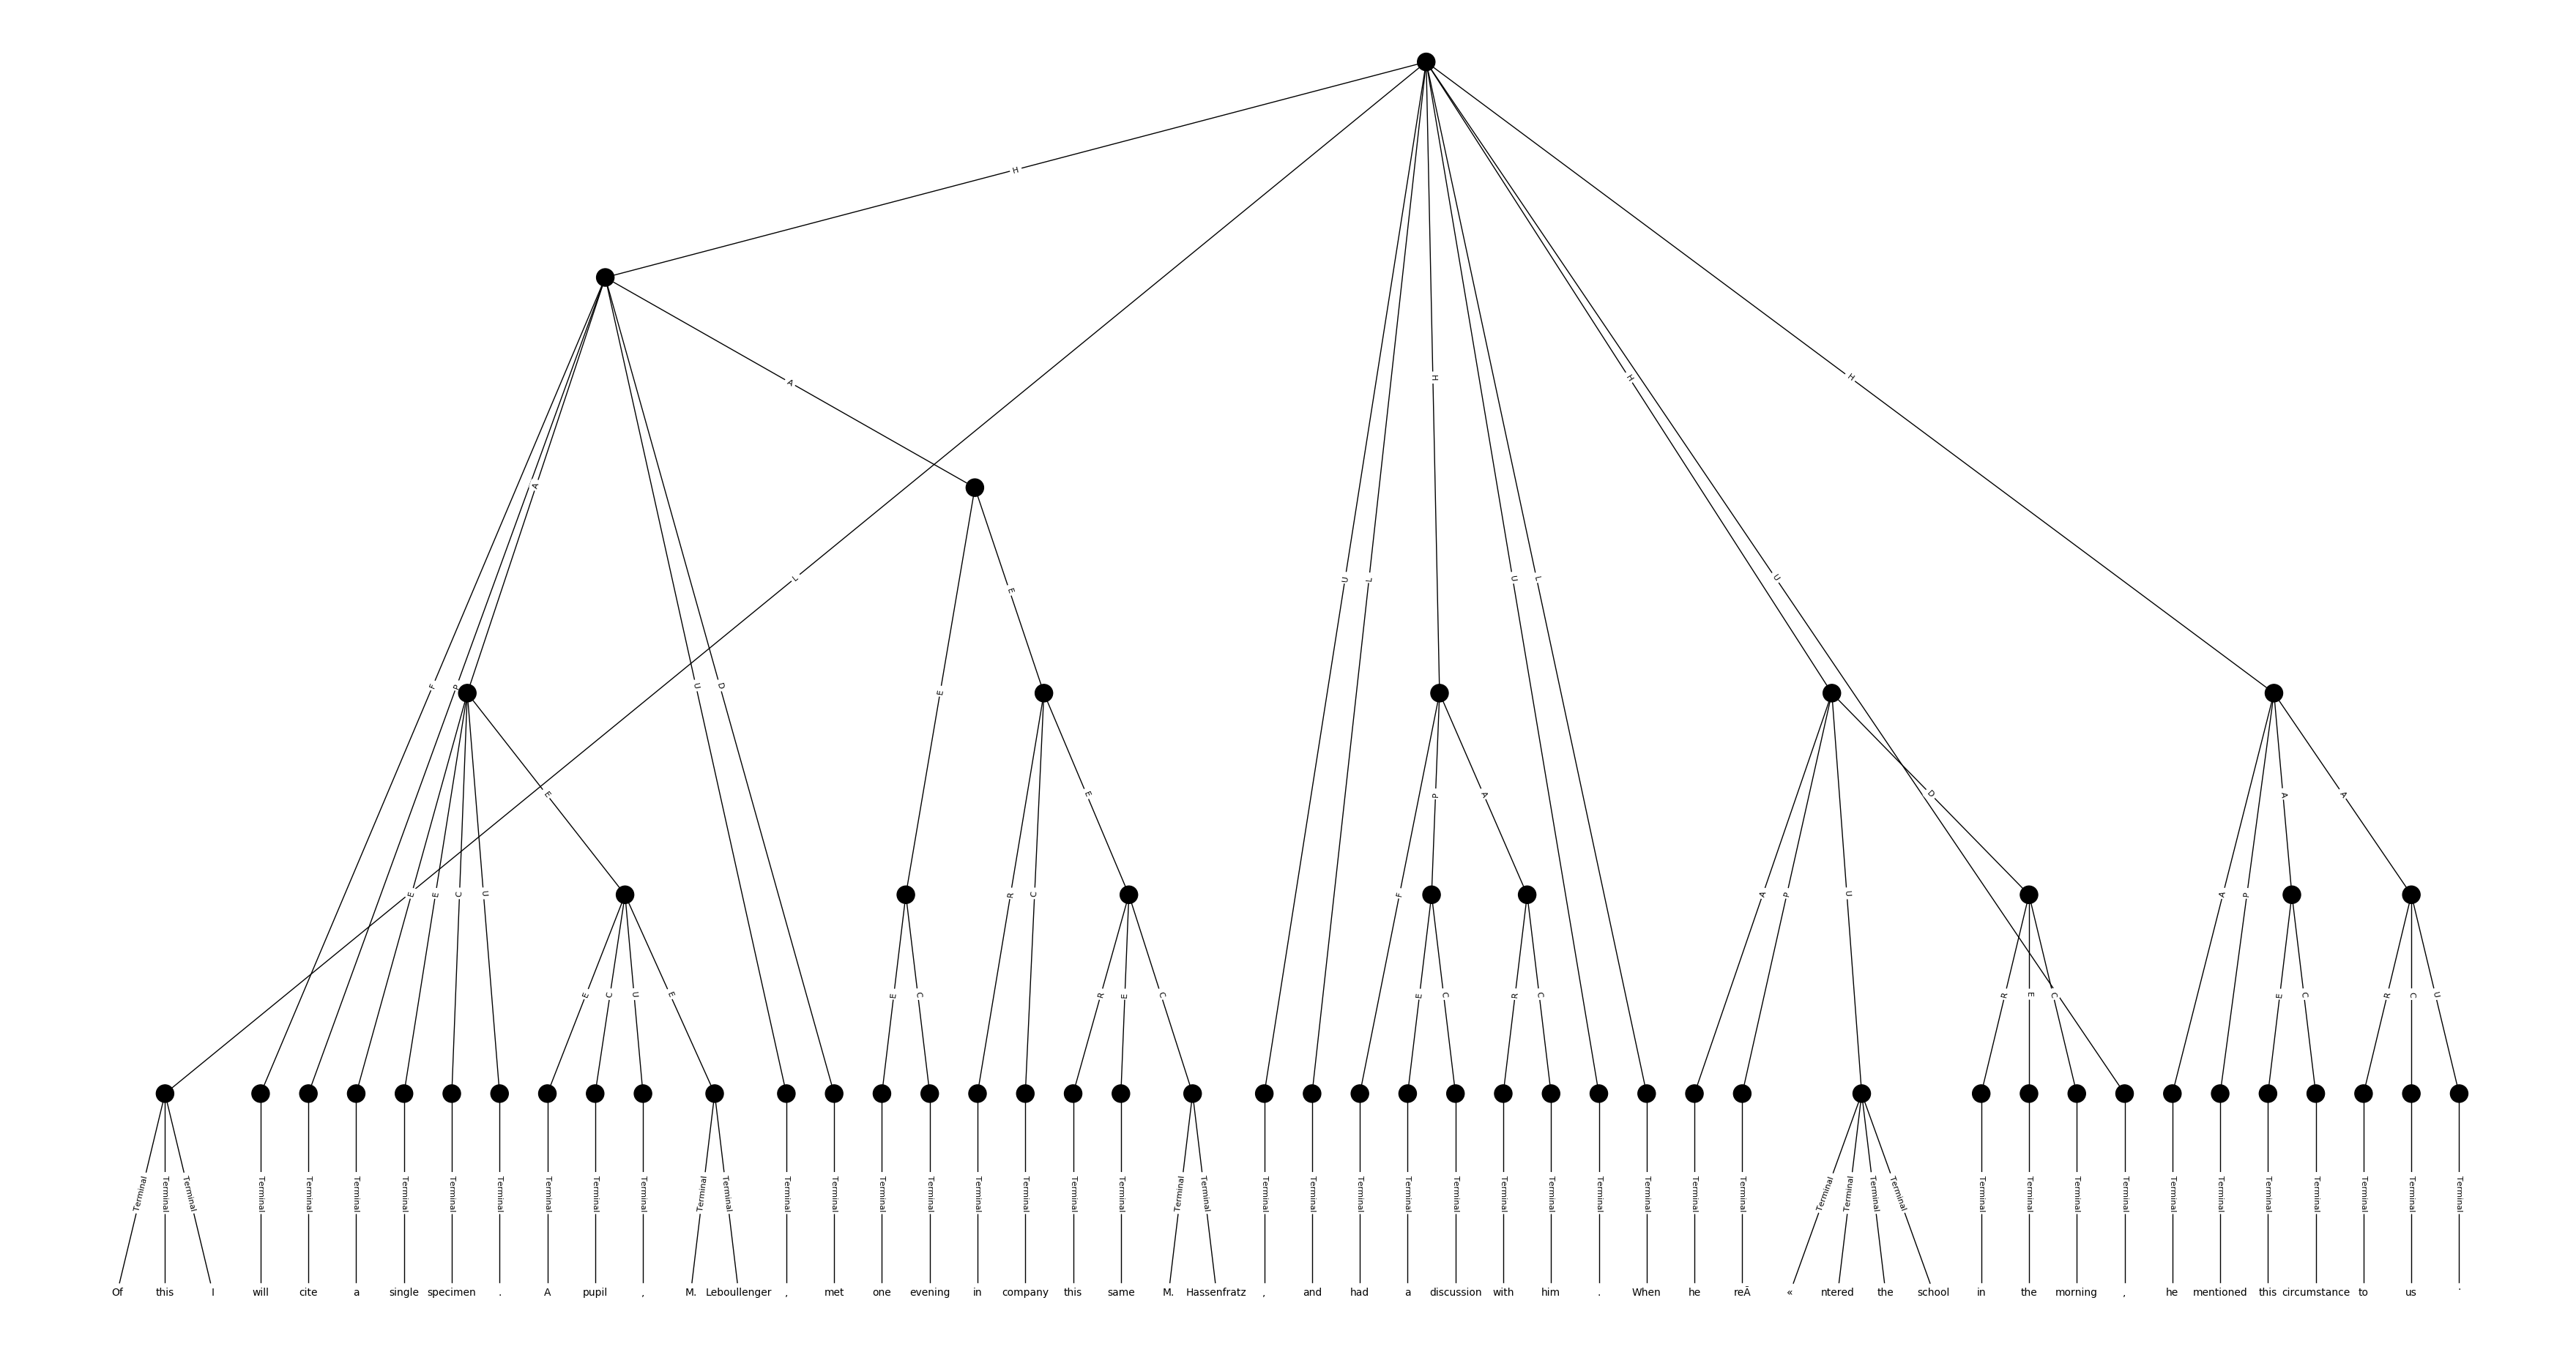 H
H
A
A
H
H
H
L
U
L
U
L
U
E
F
P
U
D
E
E
P
A
D
A
A
E
E
C
U
R
C
F
A
P
U
A
P
E
C
U
E
E
C
R
E
C
E
C
R
C
R
E
C
E
C
R
C
U
Terminal Terminal Terminal Terminal Terminal Terminal Terminal Terminal Terminal Terminal Terminal Terminal Terminal Terminal Terminal Terminal Terminal Terminal Terminal Terminal Terminal Terminal Terminal Terminal Terminal Terminal Terminal Terminal Terminal Terminal Terminal Terminal Terminal Terminal Terminal Terminal Terminal Terminal Terminal Terminal Terminal Terminal Terminal Terminal Terminal Terminal Terminal Terminal Terminal Terminal
Of this I will cite a single specimen . A pupil , M. Leboullenger , met one evening in company this same M. Hassenfratz , and had a discussion with him . When he reÃ « ntered the school in the morning , he mentioned this circumstance to us .